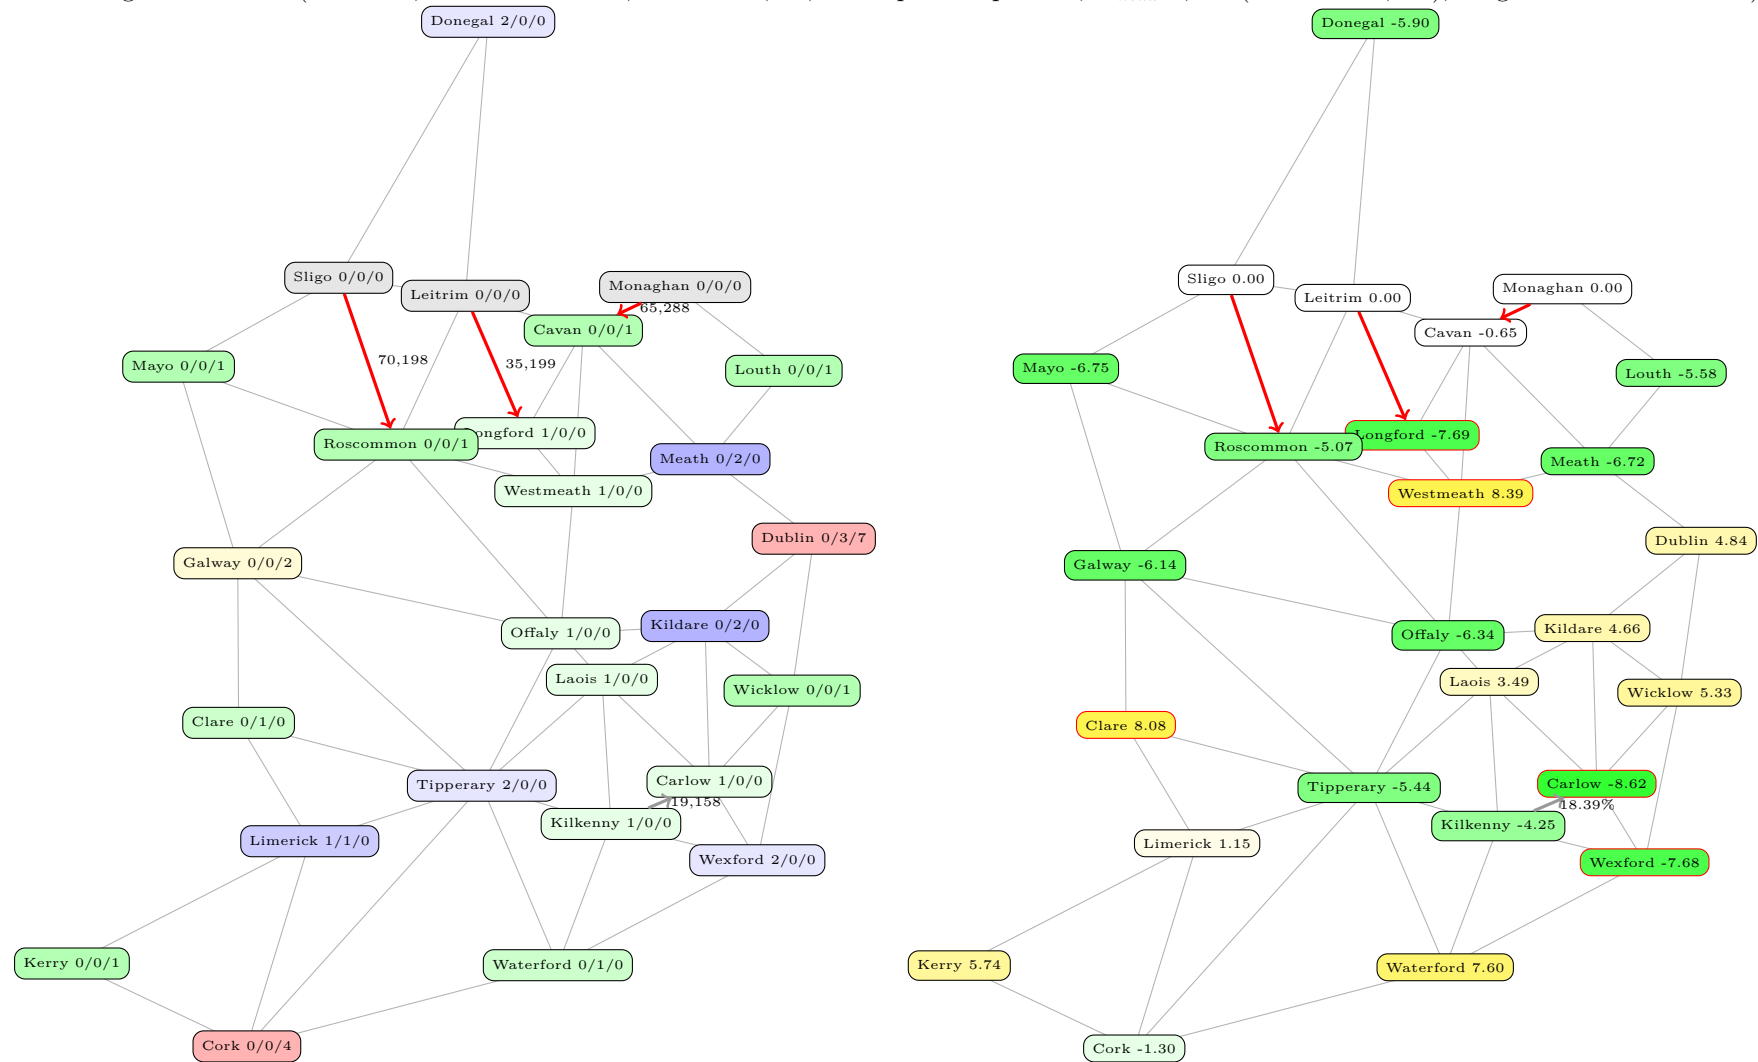 Donegal 2/0/0
Sligo 0/0/0
Leitrim 0/0/0
Monaghan 0/0/0
65,288
Cavan 0/0/1
70,198
35,199
Mayo 0/0/1
Louth 0/0/1
Roscommon 0/0/1
ongford 1/0/0
Meath 0/2/0
Westmeath 1/0/0
Dublin 0/3/7
Galway 0/0/2
Offaly 1/0/0
Kildare 0/2/0
Laois 1/0/0
Wicklow 0/0/1
Clare 0/1/0
Tipperary 2/0/0
Carlow 1/0/0
19,158
Kilkenny 1/0/0
Limerick 1/1/0
Wexford 2/0/0
Kerry 0/0/1
Waterford 0/1/0
Cork 0/0/4
Donegal -5.90
Sligo 0.00
Leitrim 0.00
Monaghan 0.00
Cavan -0.65
Mayo -6.75
Louth -5.58
Roscommon -5.07
Longford -7.69
Meath -6.72
Westmeath 8.39
Dublin 4.84
Galway -6.14
Offaly -6.34
Kildare 4.66
Laois 3.49
Wicklow 5.33
Clare 8.08
Tipperary -5.44
Carlow -8.62
18.39%
Kilkenny -4.25
Limerick 1.15
Wexford -7.68
Kerry 5.74
Waterford 7.60
Cork -1.30